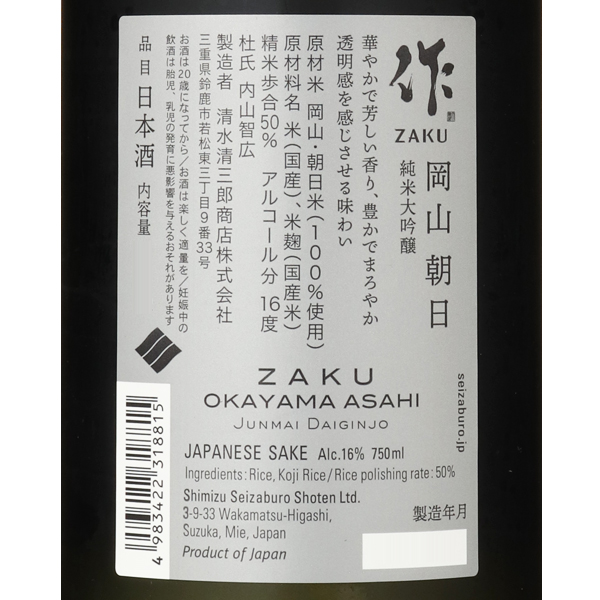 作
ZAKU
岡山 朝日
純米大吟醸
華やかで芳しい香り、豊かでまろやか
透明感を感じさせる味わい
原材米 岡山・朝日米(100%使用)
原材料名 米(国産)、米麹(国産米)
精米歩合50% アルコール分 16度
杜氏 内山智広
製造者 清水清三郎商店株式会社
三重県鈴鹿市若松東三丁目9番33号
お酒は20歳になってから/お酒は楽しく適量を/妊娠中の
飲酒は胎児、乳児の発育に悪影響を与えるおそれがあります
品目 日本酒 内容量
seizaburo.jp
ZAKU
OKAYAMA ASAHI
JUNMAI DAIGINJO
JAPANESE SAKE Alc.16% 750ml
Ingredients: Rice, Koji Rice/Rice polishing rate: 50%
Shimizu Seizaburo Shoten Ltd.
3-9-33 Wakamatsu-Higashi,
Suzuka, Mie, Japan
Product of Japan
製造年月
4 983422 318815